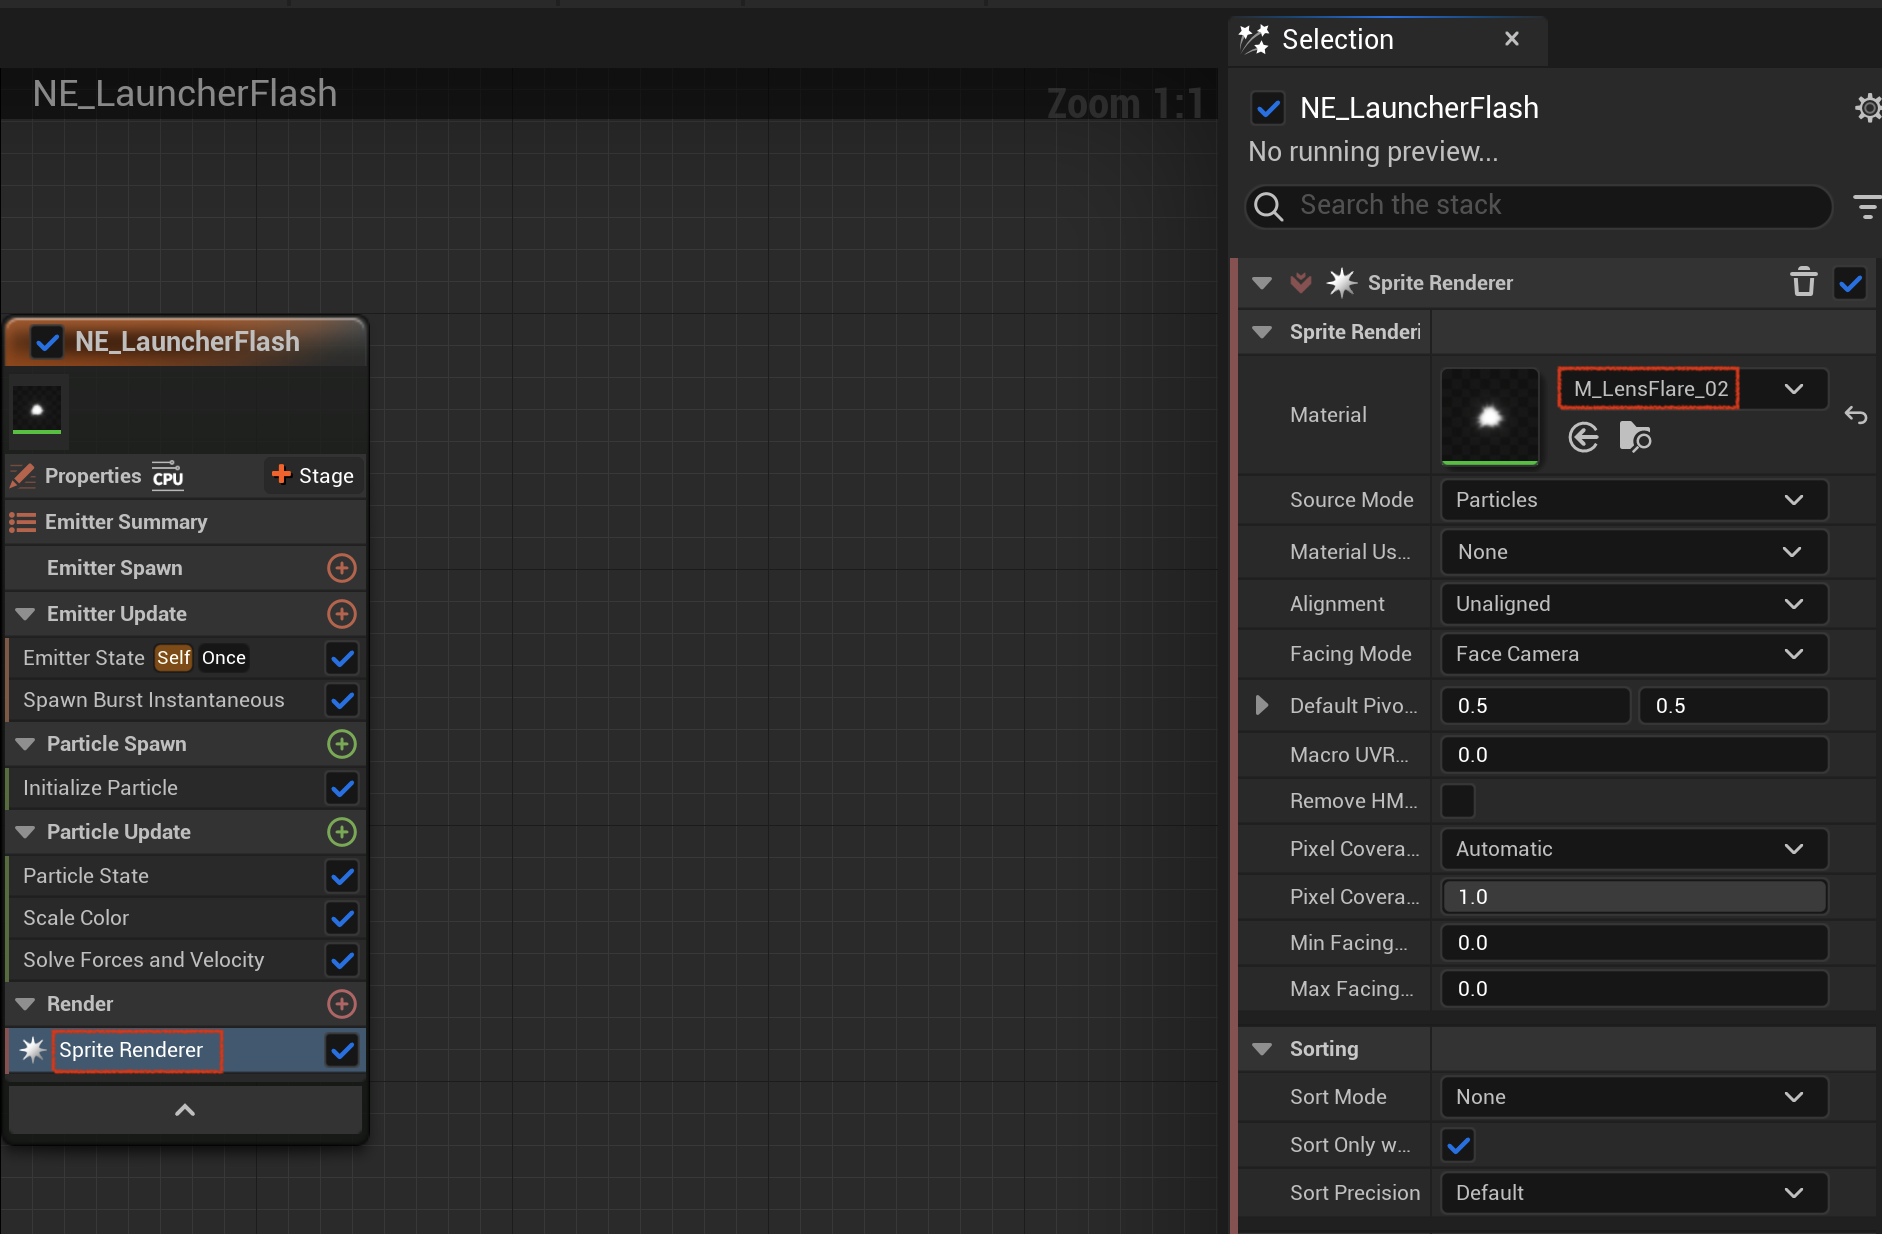 NE_LauncherFlash
Zoom 1:1
NE_LauncherFlash
Properties CPU + Stage
Emitter Summary
Emitter Spawn
Emitter Update
Emitter State Self Once
Spawn Burst Instantaneous
Particle Spawn
Initialize Particle
Particle Update
Particle State
Scale Color
Solve Forces and Velocity
Render
Sprite Renderer
Selection
NE_LauncherFlash
No running preview...
Search the stack
Sprite Renderer
Sprite Renderi
Material M_LensFlare_02
Source Mode Particles
Material Us... None
Alignment Unaligned
Facing Mode Face Camera
Default Pivo... 0.5 0.5
Macro UVR... 0.0
Remove HM...
Pixel Covera... Automatic
Pixel Covera... 1.0
Min Facing... 0.0
Max Facing... 0.0
Sorting
Sort Mode None
Sort Only w...
Sort Precision Default